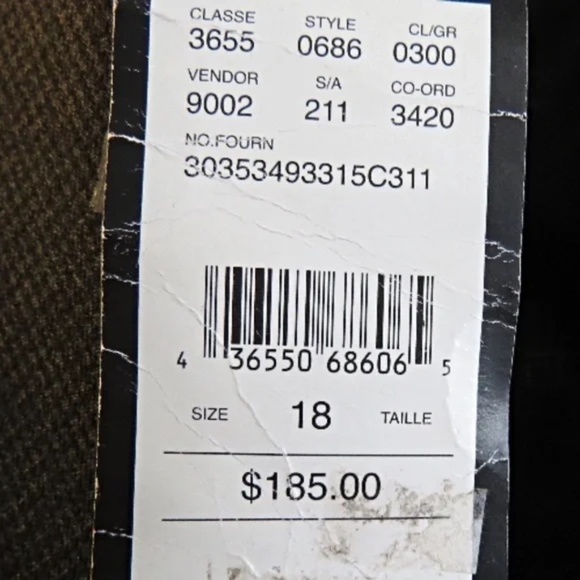 CLASSE STYLE CL/GR
3655 0686 0300
VENDOR S/A CO-ORD
9002 211 3420
NO.FOURN
30353493315C311
4 36550 68606 5
SIZE 18 TAILLE
$185.00